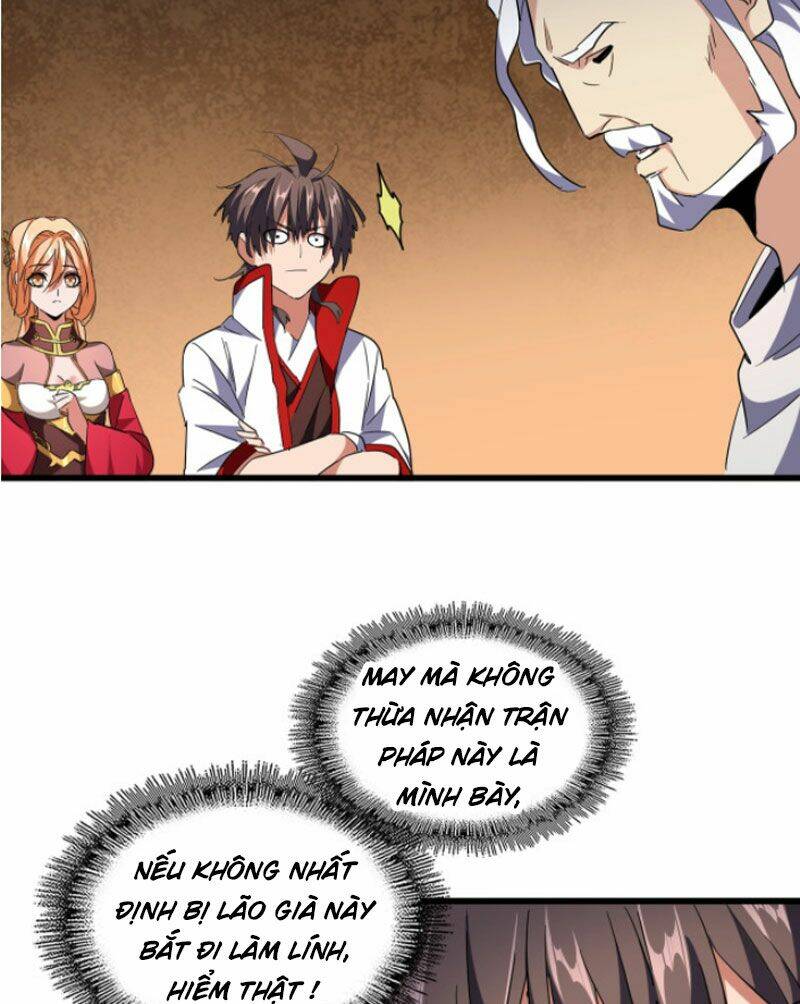 MAY MÀ KHÔNG
THỪA NHẬN TRẬN
PHÁP NÀY LÀ
MÌNH BÀY,
NẾU KHÔNG NHẤT
ĐỊNH BỊ LÃO GIÀ NÀY
BẮT ĐI LÀM LÍNH,
HIỂM THẬT !